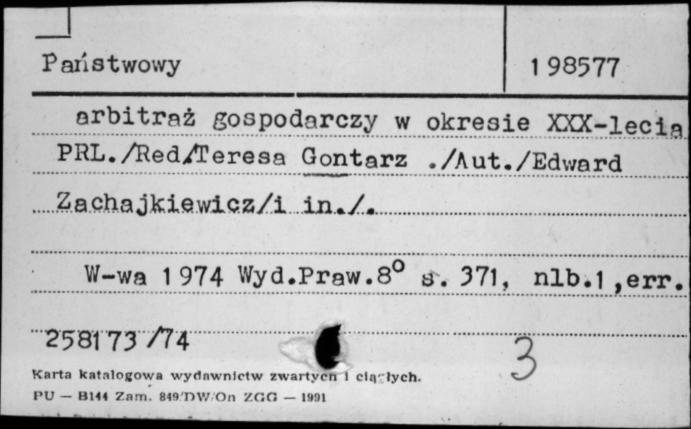 Państwowy 198577
arbitraż gospodarczy w okresie XXX-lecia
PRL./Red./Teresa Gontarz ./Aut./Edward
Zachajkiewicz/i in./.
W-wa 1974 Wyd.Praw.8° s. 371, nlb.1,err.
258173/74
3
Karta katalogowa wydawnictw zwartych i ciągłych.
PU — B144 Zam. 849/DW/On ZGG — 1991